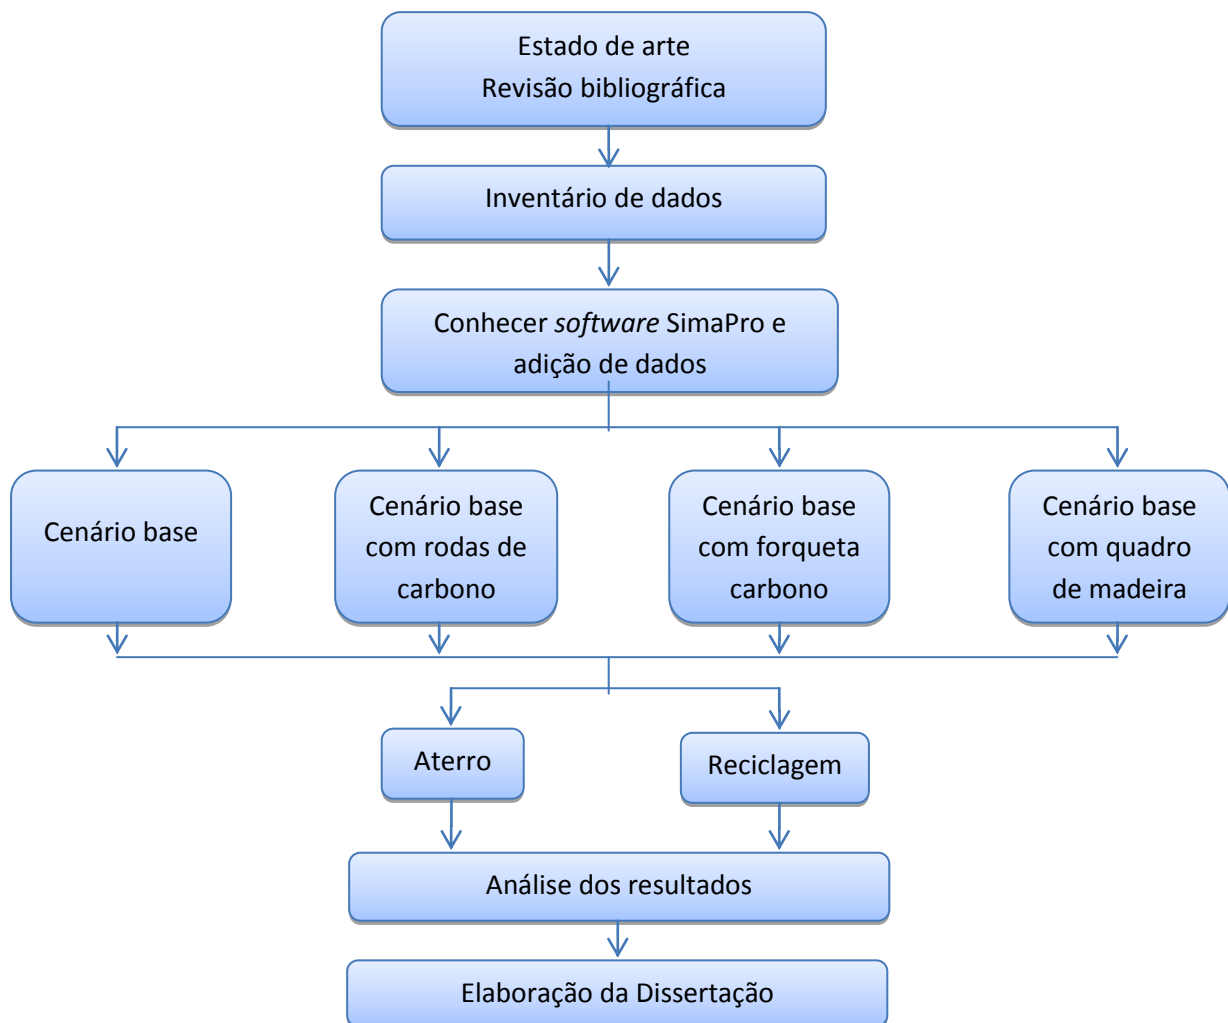 Estado de arte
Revisão bibliográfica
Inventário de dados
Conhecer software SimaPro e
adição de dados
Cenário base
Cenário base
com rodas de
carbono
Cenário base
com forqueta
carbono
Cenário base
com quadro
de madeira
Aterro
Reciclagem
Análise dos resultados
Elaboração da Dissertação